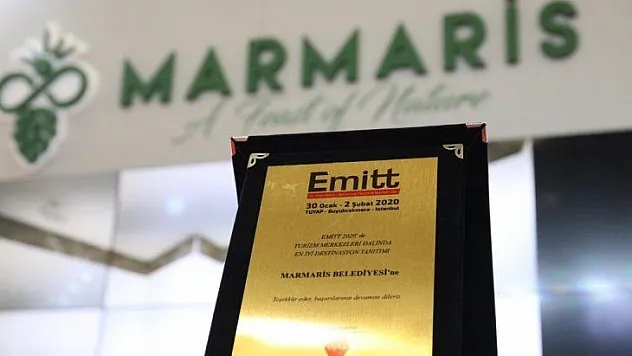 MARMARİS
A Feast of Nature
Emitt
30 Ocak - 2 Şubat 2020
TÜYAP - Büyükçekmece - İstanbul
EMITT 2020' de
TURİZM MERKEZLERİ DALINDA
EN İYİ DESTİNASYON TANITIMI
MARMARİS BELEDİYESİ'ne
Teşekkür eder, başarılarının devamını dileriz.